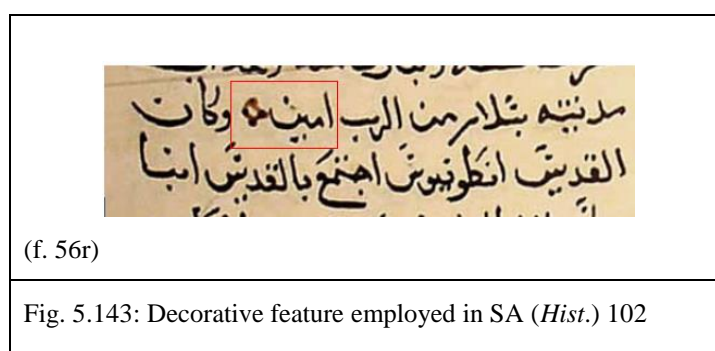 مدينته بسلام من الرب امين وكان
القديس انطونيوس اجتمع بالقديس انبا
(f. 56r)
Fig. 5.143: Decorative feature employed in SA (Hist.) 102